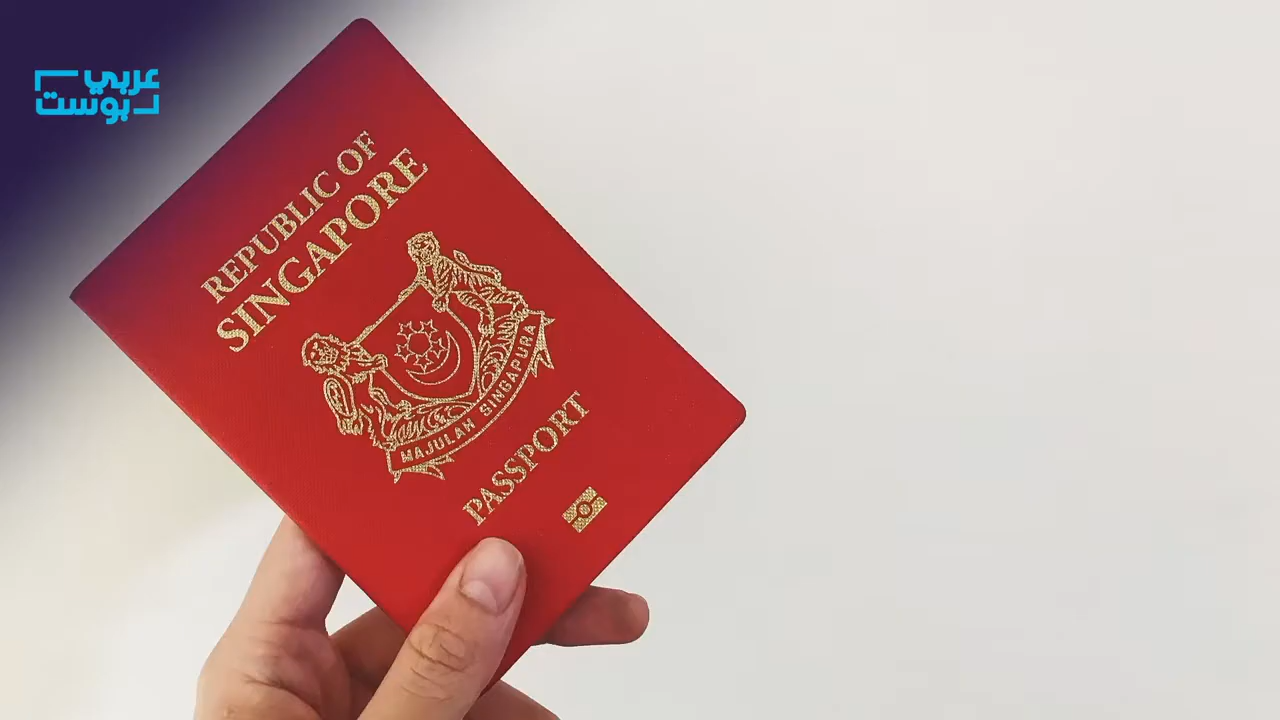 عربي
بوست
REPUBLIC OF
SINGAPORE
MAJULAH SINGAPURA
PASSPORT